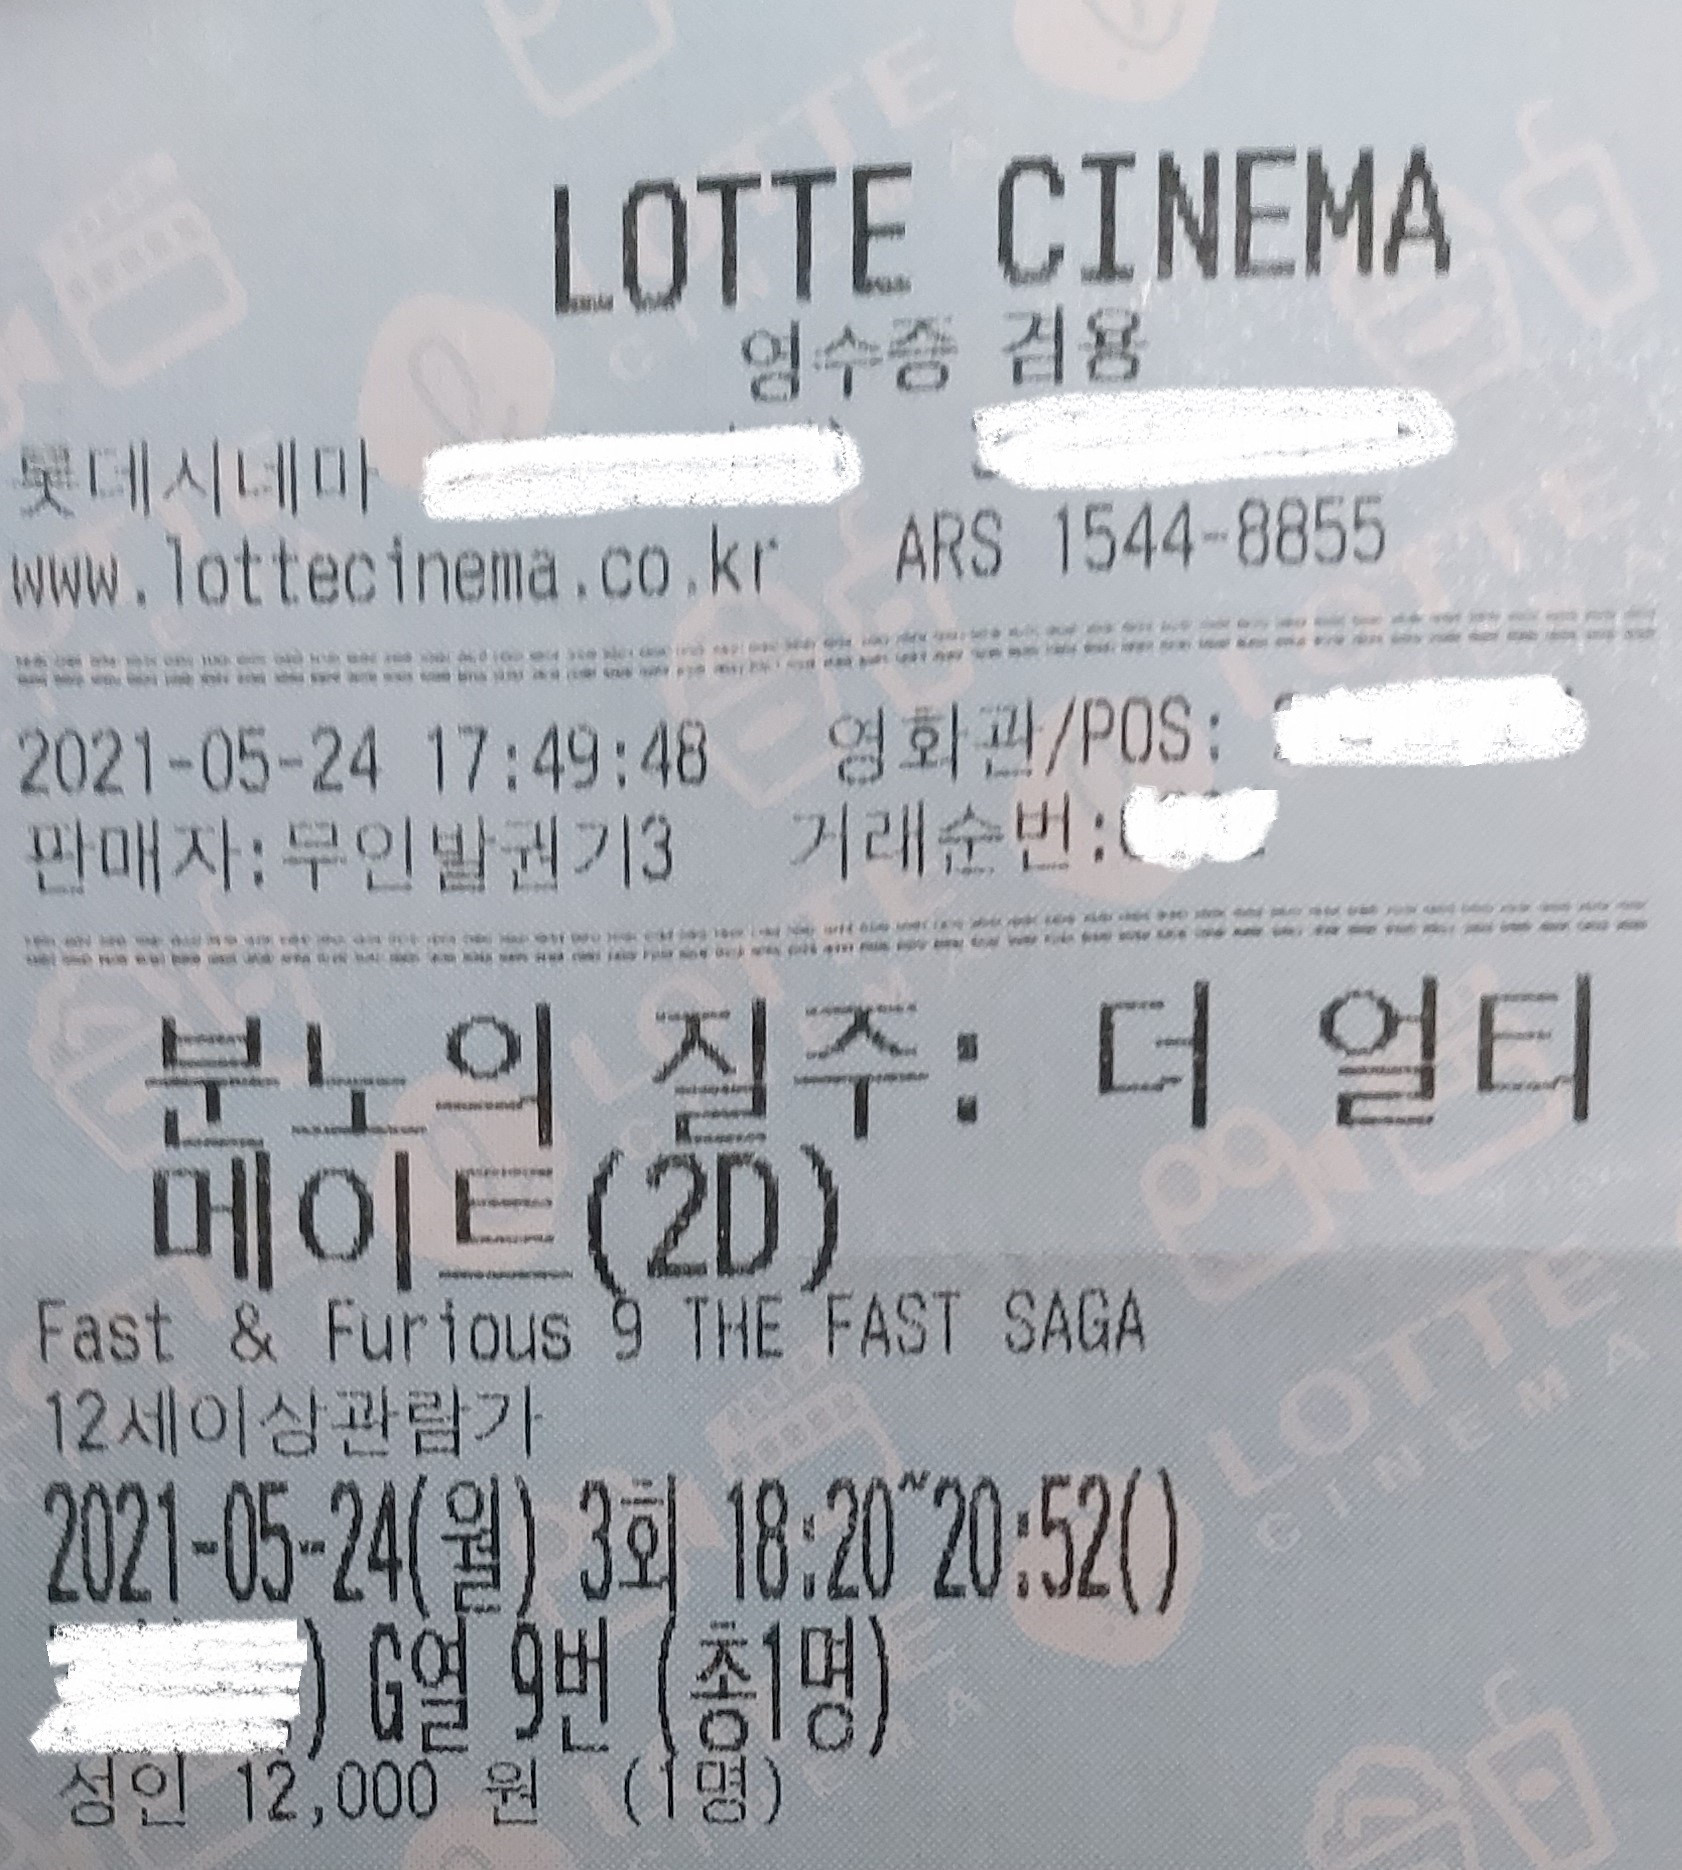 LOTTE CINEMA
영수증 겸용
롯데시네마
www.lottecinema.co.kr ARS 1544-8855
2021-05-24 17:49:48 영화관/POS:
판매자:무인발권기3 거래순번:
분노의 질주: 더 얼티
메이트(2D)
Fast & Furious 9 THE FAST SAGA
12세이상관람가
2021-05-24(월) 3회 18:20~20:52()
) G열 9번 (총1명)
성인 12,000 원 (1명)